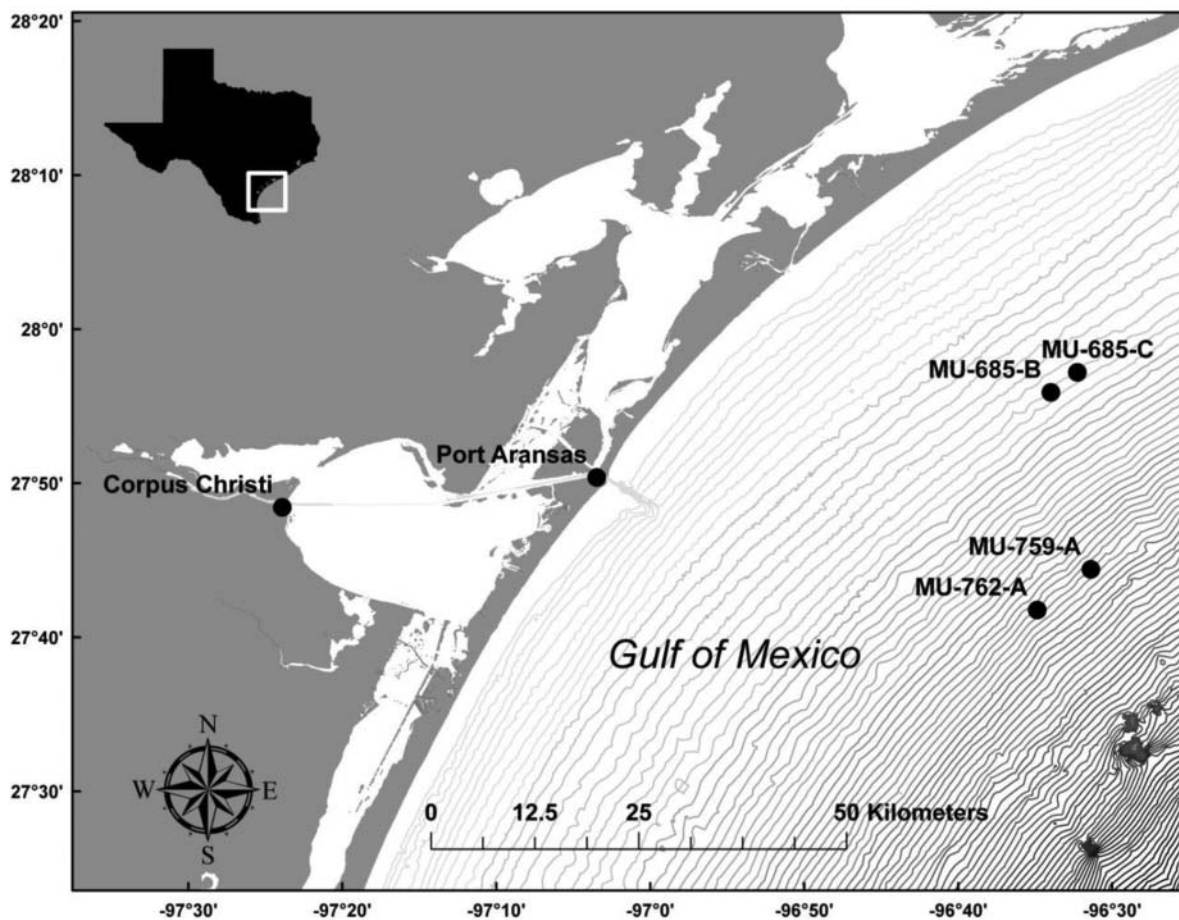 28°20'
28°10'
28°0'
MU-685-C
MU-685-B
27°50'
Port Aransas
Corpus Christi
MU-759-A
MU-762-A
27°40'
Gulf of Mexico
N
W E
S
27°30'
0 12.5 25 50 Kilometers
-97°30' -97°20' -97°10' -97°0' -96°50' -96°40' -96°30'